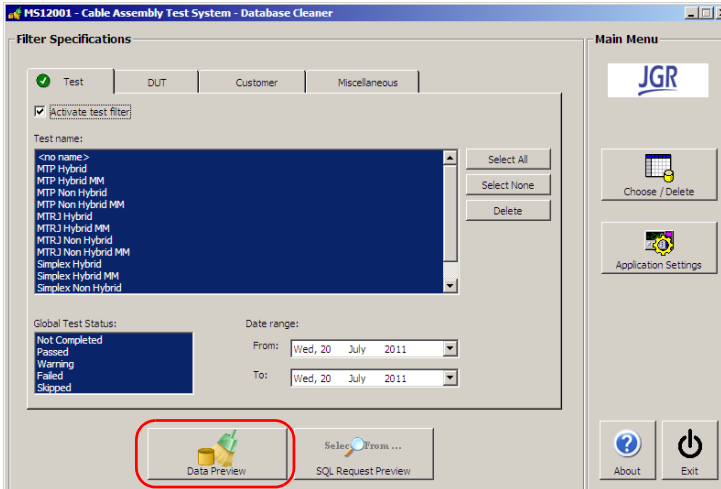 MS12001 - Cable Assembly Test System - Database Cleaner
Filter Specifications
Test
DUT
Customer
Miscellaneous
Activate test filter
Test name:
<no name>
MTP Hybrid
MTP Hybrid MM
MTP Non Hybrid
MTP Non Hybrid MM
MTRJ Hybrid
MTRJ Hybrid MM
MTRJ Non Hybrid
MTRJ Non Hybrid MM
Simplex Hybrid
Simplex Hybrid MM
Simplex Non Hybrid
Select All
Select None
Delete
Global Test Status:
Not Completed
Passed
Warning
Failed
Skipped
Date range:
From: Wed, 20 July 2011
To: Wed, 20 July 2011
Data Preview
Selec From ...
SQL Request Preview
Main Menu
JGR
Choose / Delete
Application Settings
About
Exit